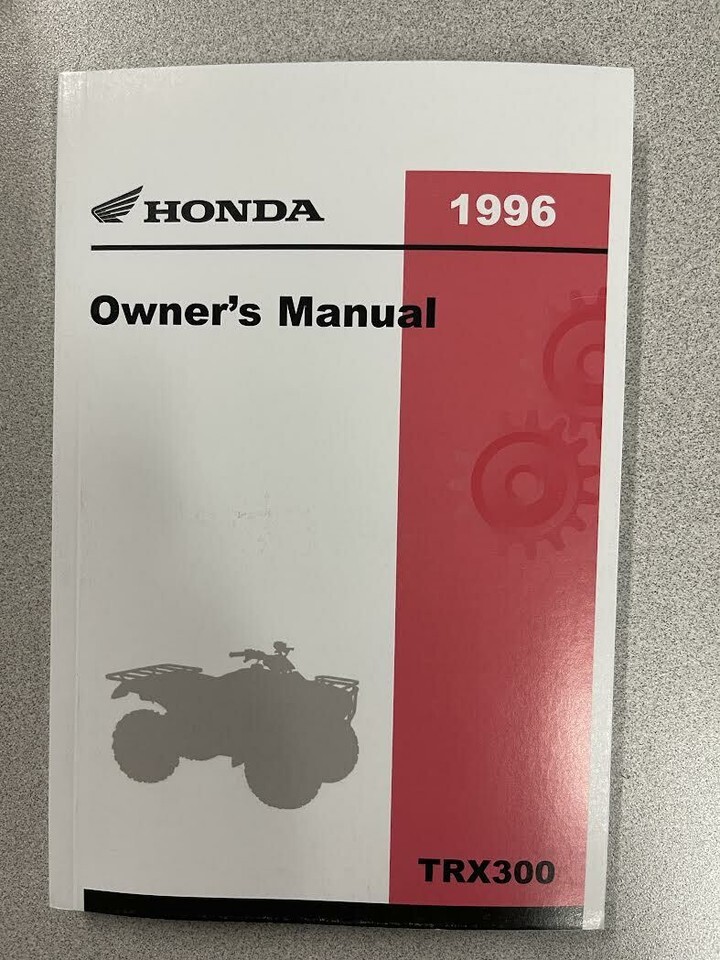 HONDA
1996
Owner's Manual
TRX300